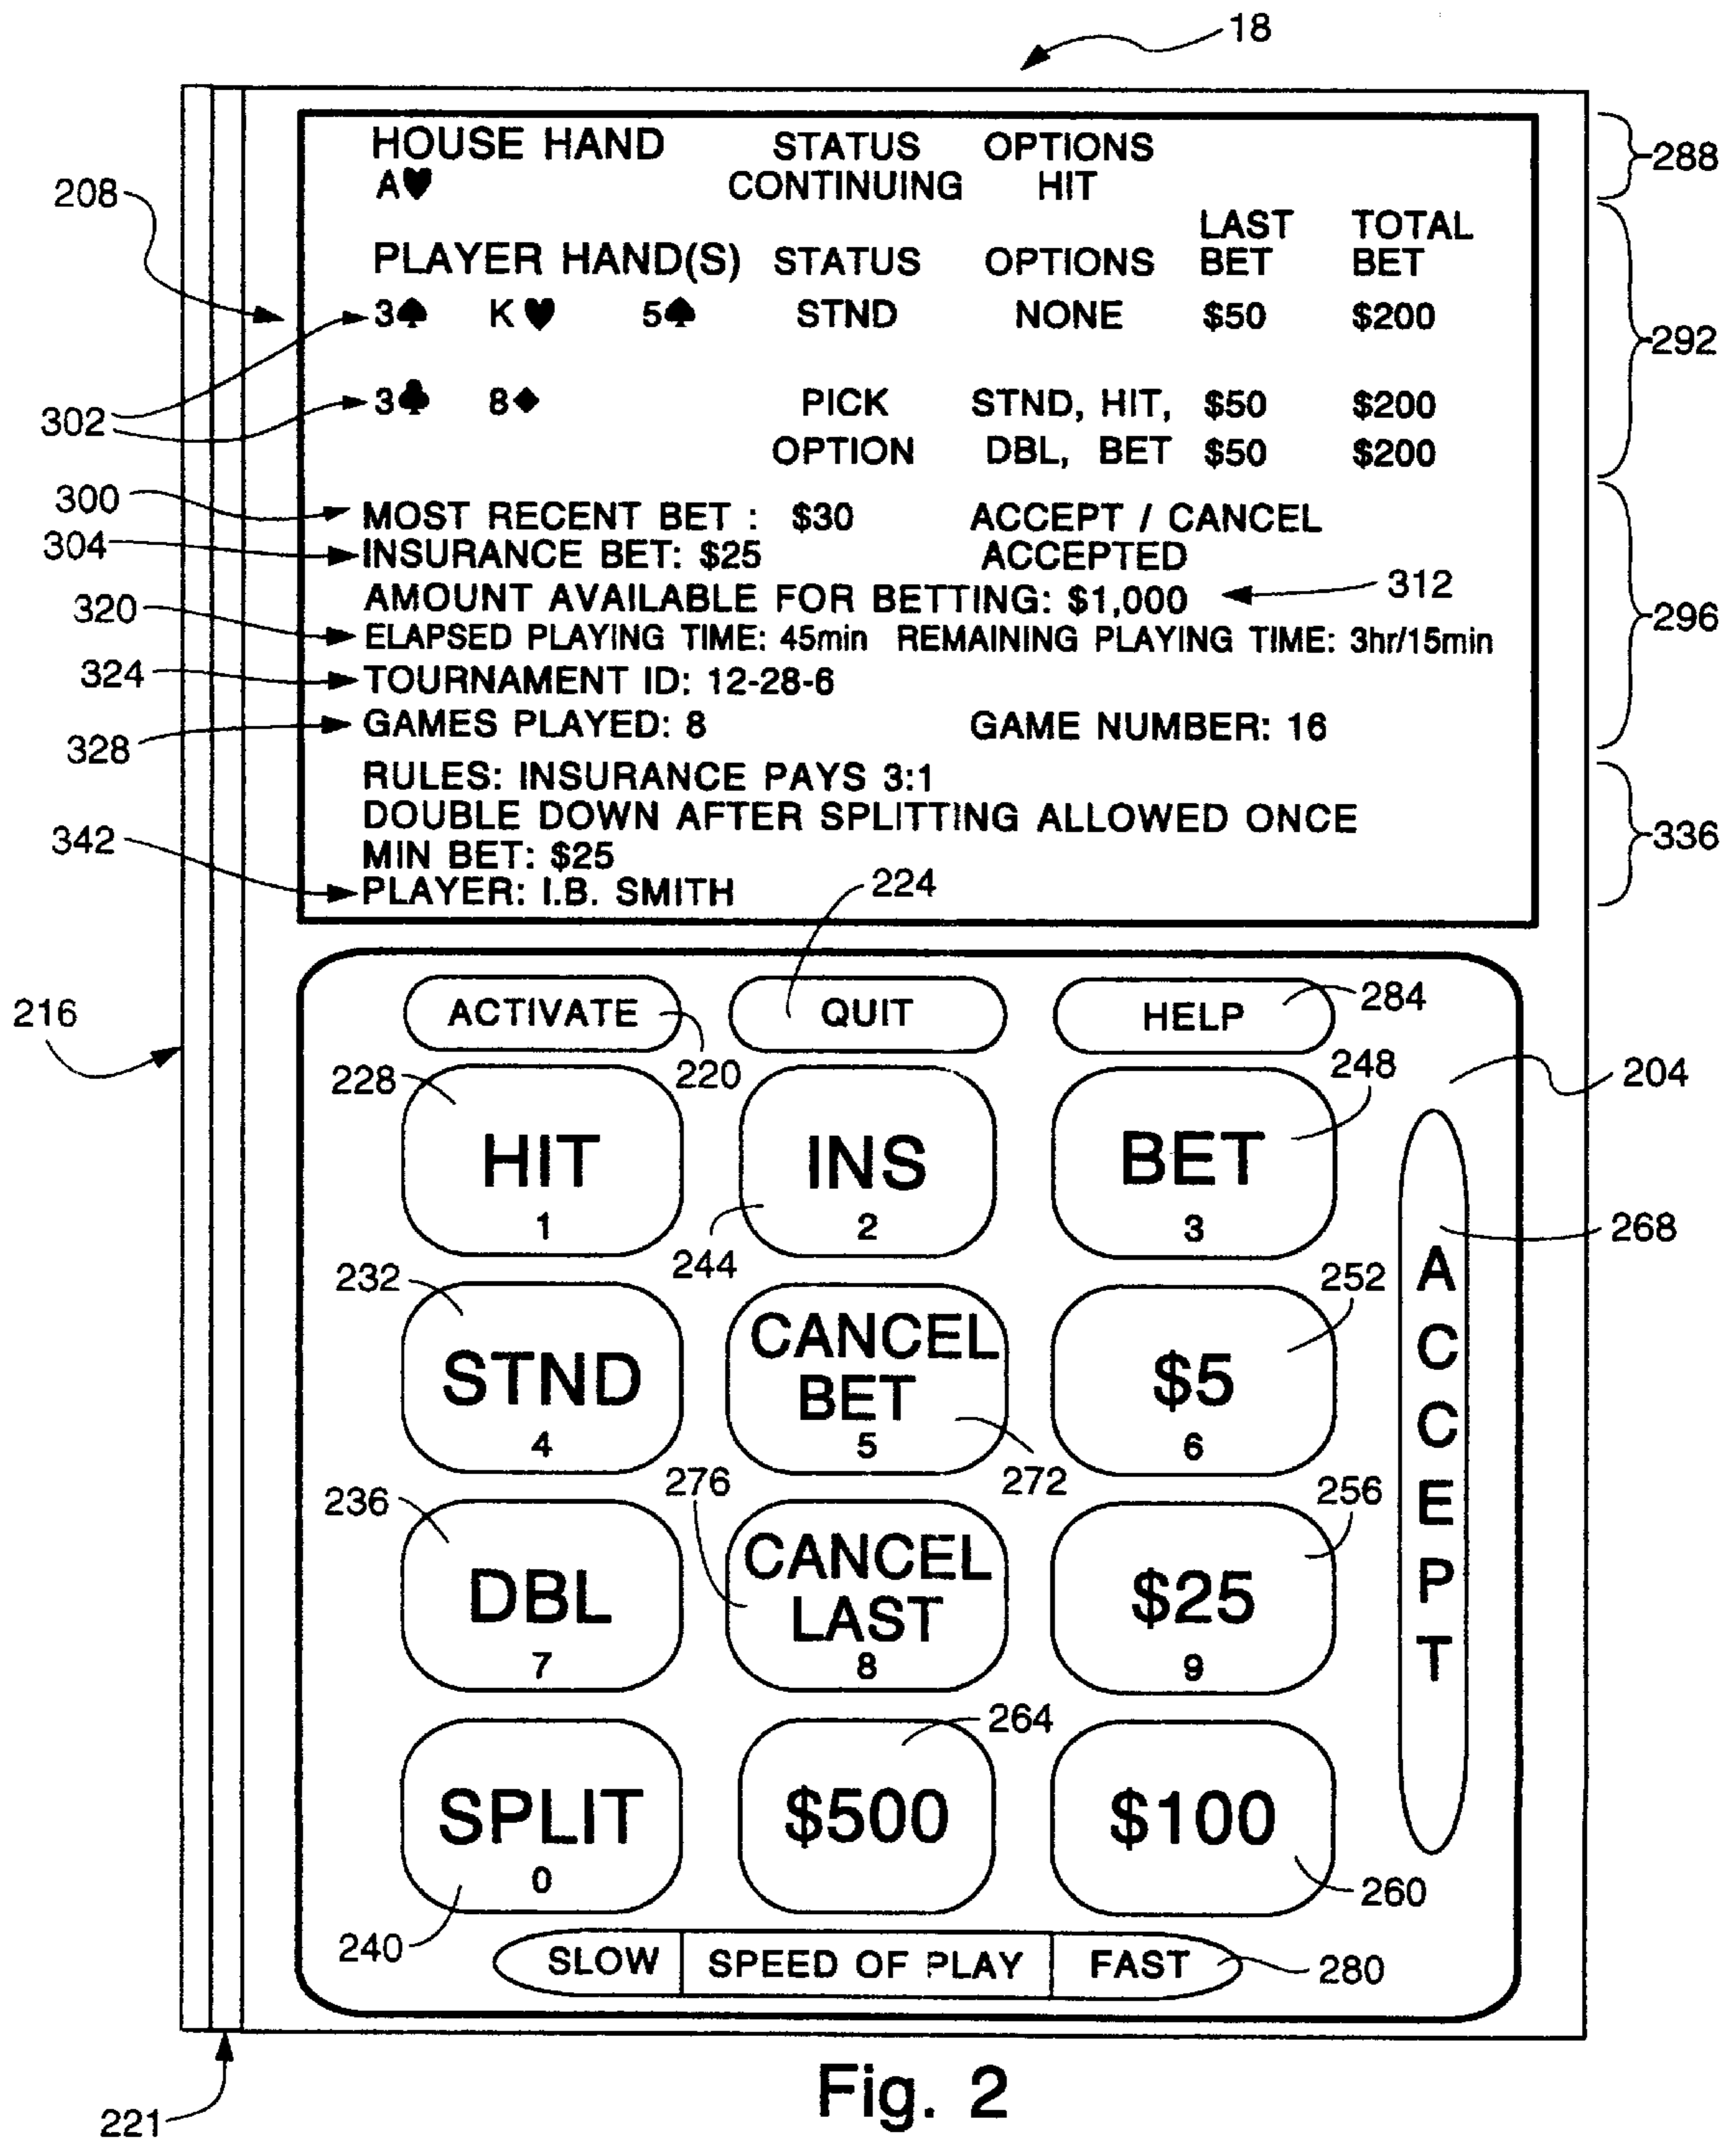 18
HOUSE HAND STATUS OPTIONS
288
A♥ CONTINUING HIT
208
LAST TOTAL
PLAYER HAND(S) STATUS OPTIONS BET BET
3♠ K♥ 5♠ STND NONE $50 $200
292
302
3♣ 8♦ PICK STND, HIT, $50 $200
OPTION DBL, BET $50 $200
300
MOST RECENT BET : $30 ACCEPT / CANCEL
304
INSURANCE BET: $25 ACCEPTED
312
AMOUNT AVAILABLE FOR BETTING: $1,000
320
296
ELAPSED PLAYING TIME: 45min REMAINING PLAYING TIME: 3hr/15min
324
TOURNAMENT ID: 12-28-6
328
GAMES PLAYED: 8 GAME NUMBER: 16
RULES: INSURANCE PAYS 3:1
DOUBLE DOWN AFTER SPLITTING ALLOWED ONCE
342
336
MIN BET: $25
PLAYER: I.B. SMITH
224
216
ACTIVATE QUIT HELP
284
220
228
248
204
HIT INS BET
1 2 3
244
268
232
252
CANCEL
STND BET $5
4 5 6
276
272
236
256
CANCEL
DBL LAST $25
7 8 9
ACCEPT
264
SPLIT $500 $100
0
260
240
SLOW SPEED OF PLAY FAST
280
221
Fig. 2